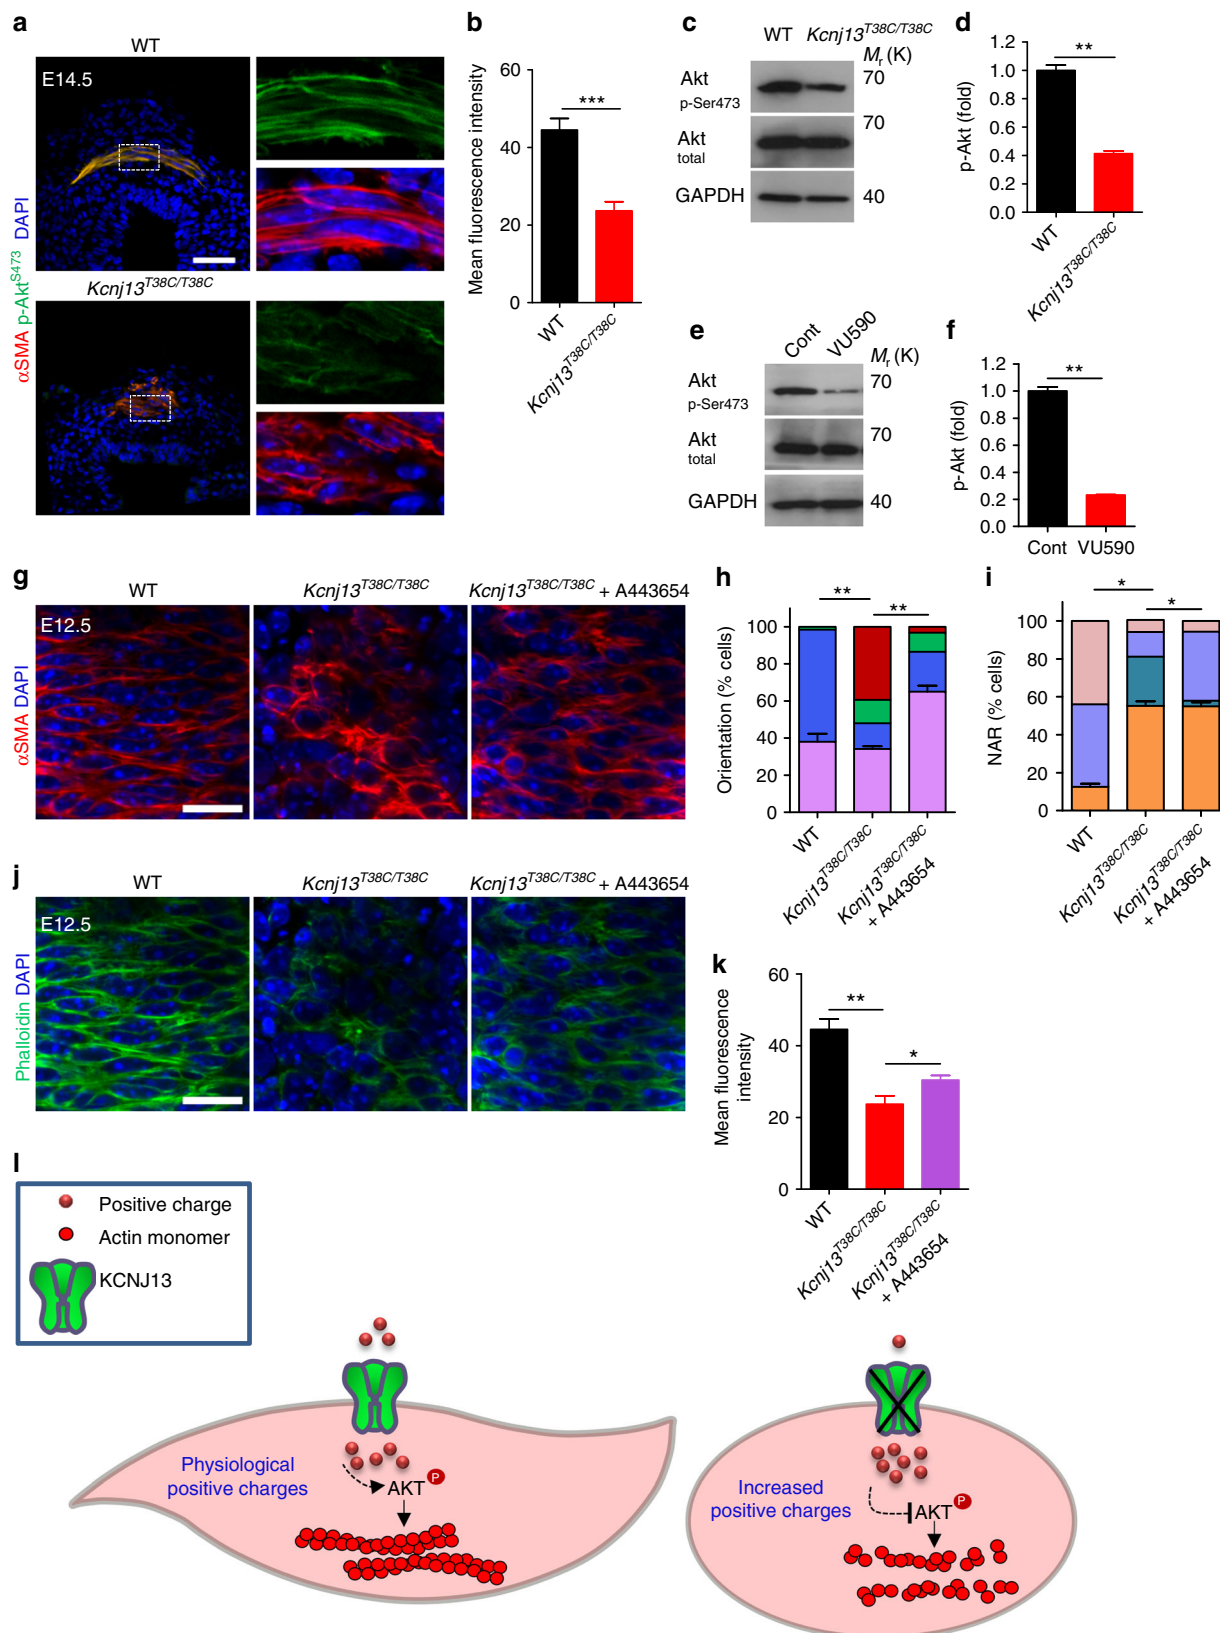 a
WT
E14.5
Kcnj13^T38C/T38C
αSMA p-Akt^S473 DAPI
b
Mean fluorescence intensity
60
40
20
0
***
WT
Kcnj13^T38C/T38C
c
WT Kcnj13^T38C/T38C
Mr (K)
Akt
p-Ser473
70
Akt
total
70
GAPDH
40
d
p-Akt (fold)
1.2
1.0
0.8
0.6
0.4
0.2
0.0
**
WT
Kcnj13^T38C/T38C
e
Cont VU590
Mr (K)
Akt
p-Ser473
70
Akt
total
70
GAPDH
40
f
p-Akt (fold)
1.2
1.0
0.8
0.6
0.4
0.2
0.0
**
Cont VU590
g
WT
Kcnj13^T38C/T38C
Kcnj13^T38C/T38C + A443654
E12.5
αSMA DAPI
h
Orientation (% cells)
100
80
60
40
20
0
**
**
WT
Kcnj13^T38C/T38C
Kcnj13^T38C/T38C
+ A443654
i
NAR (% cells)
100
80
60
40
20
0
*
*
WT
Kcnj13^T38C/T38C
Kcnj13^T38C/T38C
+ A443654
j
WT
Kcnj13^T38C/T38C
Kcnj13^T38C/T38C + A443654
E12.5
Phalloidin DAPI
k
Mean fluorescence
intensity
60
40
20
0
**
*
WT
Kcnj13^T38C/T38C
Kcnj13^T38C/T38C
+ A443654
l
Positive charge
Actin monomer
KCNJ13
Physiological
positive charges
AKT
P
Increased
positive charges
AKT
P